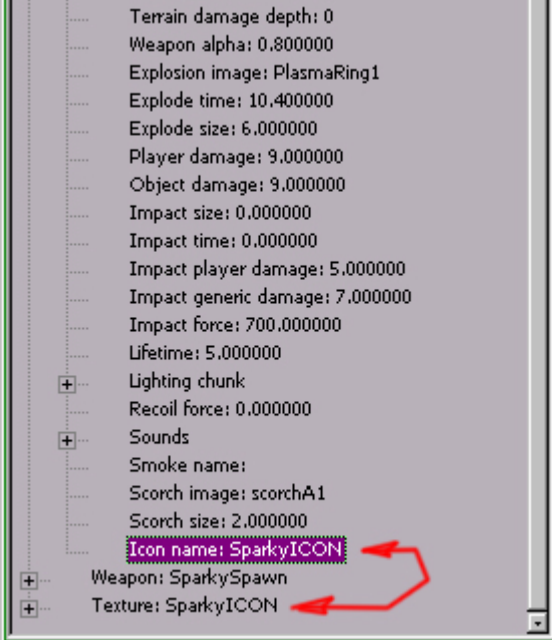 Terrain damage depth: 0
Weapon alpha: 0.800000
Explosion image: PlasmaRing1
Explode time: 10.400000
Explode size: 6.000000
Player damage: 9.000000
Object damage: 9.000000
Impact size: 0.000000
Impact time: 0.000000
Impact player damage: 5.000000
Impact generic damage: 7.000000
Impact force: 700.000000
Lifetime: 5.000000
Lighting chunk
Recoil force: 0.000000
Sounds
Smoke name:
Scorch image: scorchA1
Scorch size: 2.000000
Icon name: SparkyICON
Weapon: SparkySpawn
Texture: SparkyICON